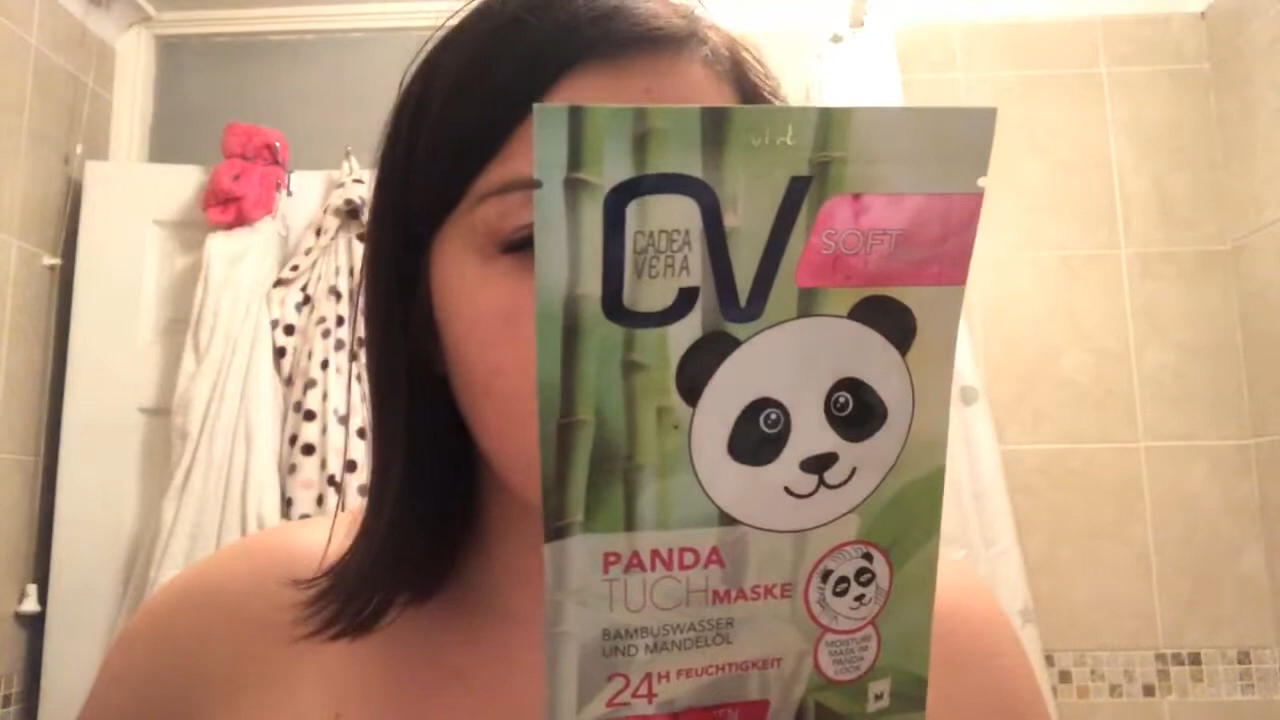 CV
CADEA
VERA
SOFT
PANDA
TUCHMASKE
BAMBUSWASSER
UND MANDELÖL
24H FEUCHTIGKEIT
MOISTURE
MASK IN
PANDA
LOOK